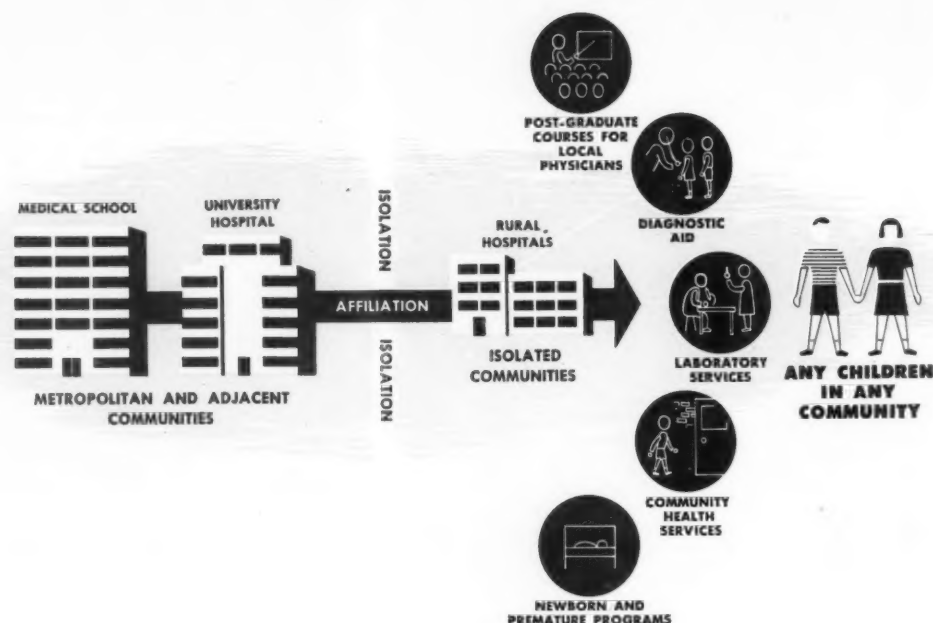 POST-GRADUATE
COURSES FOR
LOCAL
PHYSICIANS
DIAGNOSTIC
AID
MEDICAL SCHOOL
UNIVERSITY
HOSPITAL
ISOLATION
RURAL
HOSPITALS
AFFILIATION
ISOLATION
ISOLATED
COMMUNITIES
METROPOLITAN AND ADJACENT
COMMUNITIES
LABORATORY
SERVICES
ANY CHILDREN
IN ANY
COMMUNITY
COMMUNITY
HEALTH
SERVICES
NEWBORN AND
PREMATURE PROGRAMS